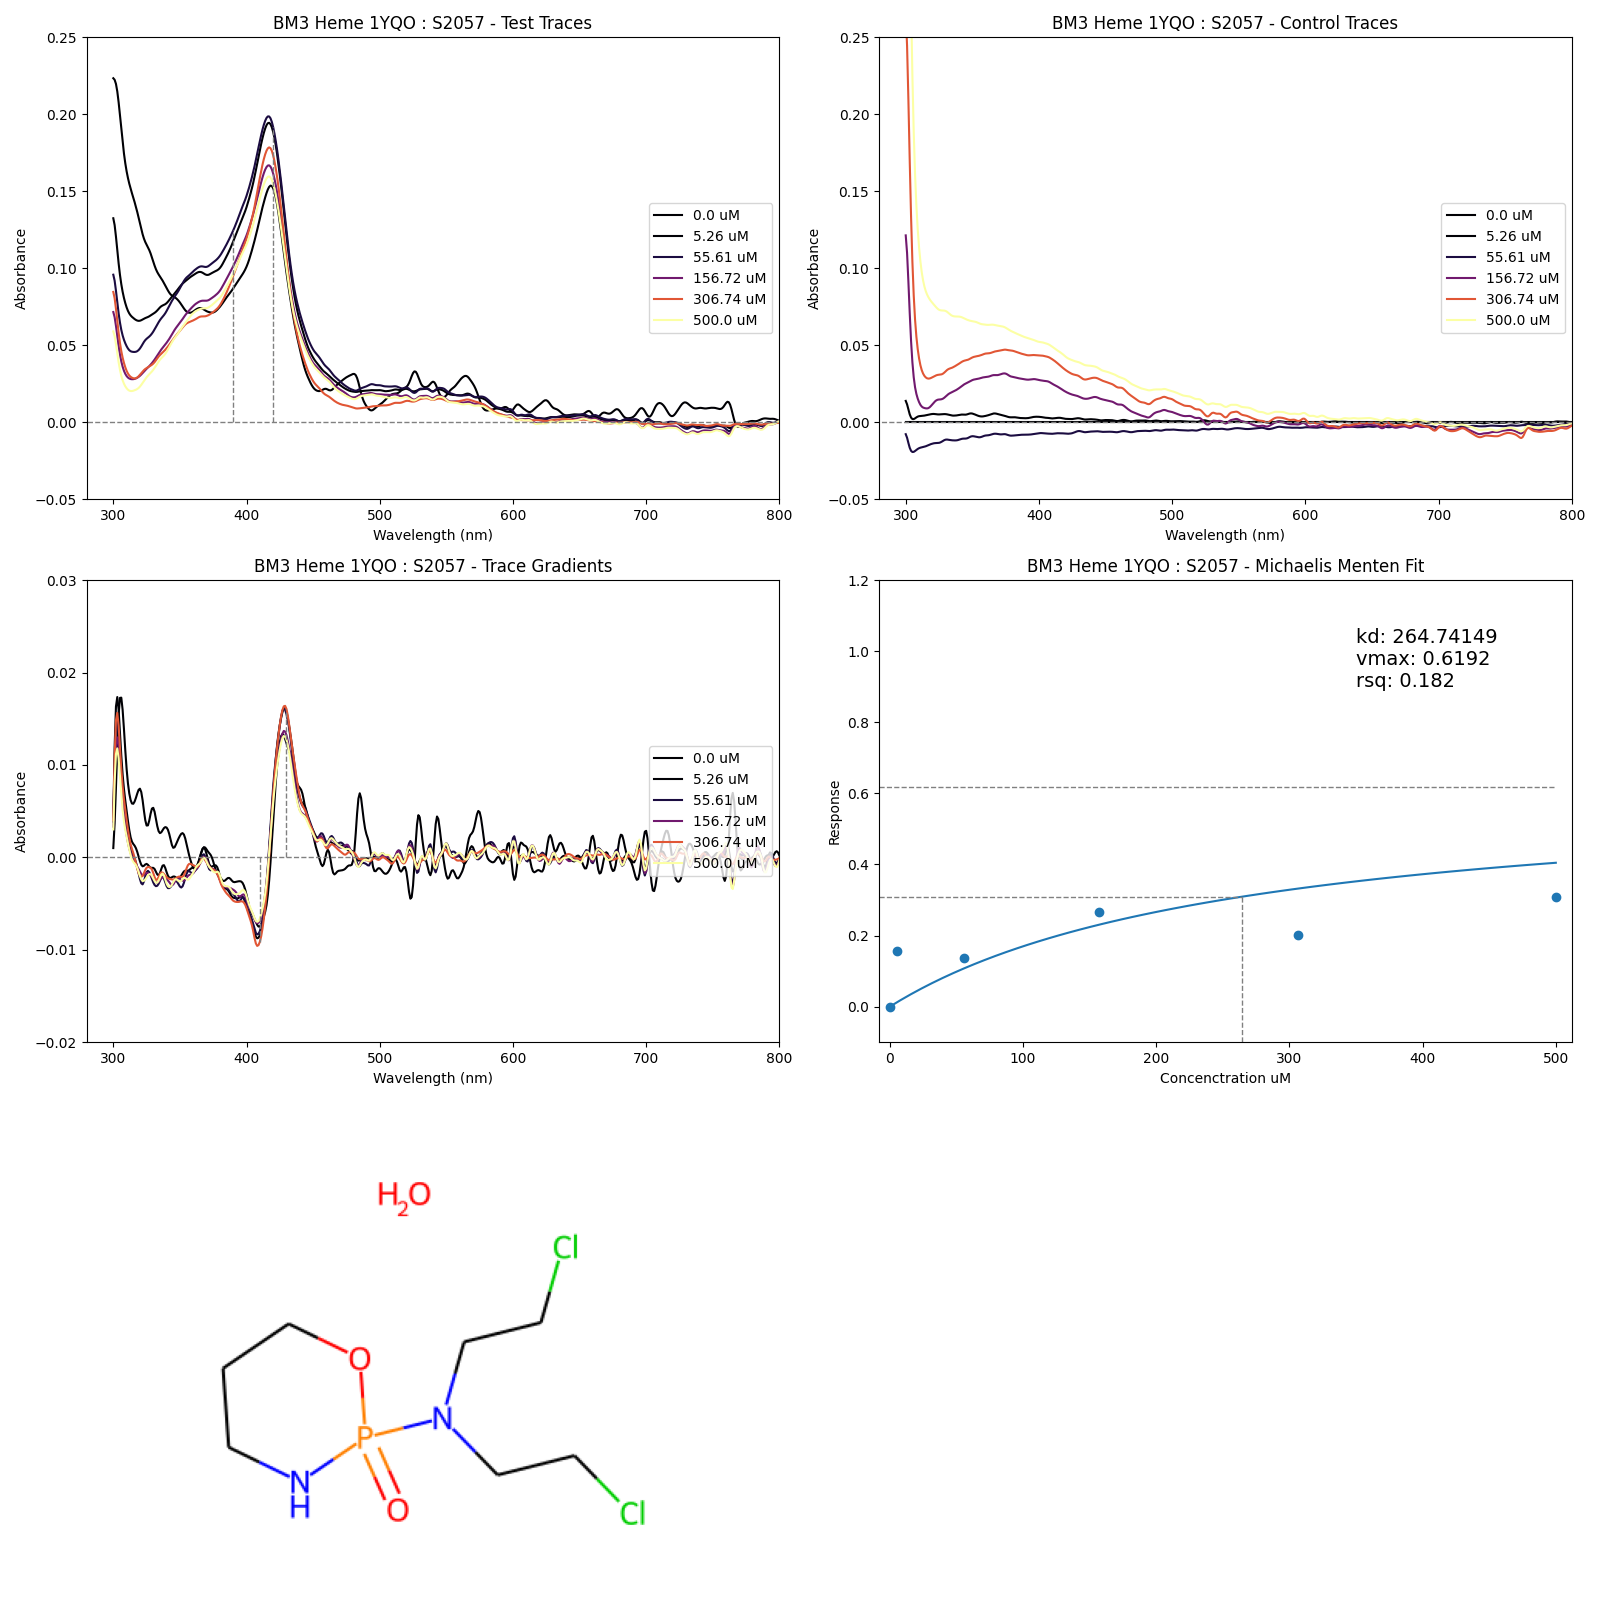 BM3 Heme 1YQO : S2057 - Test Traces
0.25
0.20
0.15
0.10
0.05
0.00
−0.05
Absorbance
300
400
500
600
700
800
Wavelength (nm)
0.0 uM
5.26 uM
55.61 uM
156.72 uM
306.74 uM
500.0 uM
BM3 Heme 1YQO : S2057 - Control Traces
0.25
0.20
0.15
0.10
0.05
0.00
−0.05
Absorbance
300
400
500
600
700
800
Wavelength (nm)
0.0 uM
5.26 uM
55.61 uM
156.72 uM
306.74 uM
500.0 uM
BM3 Heme 1YQO : S2057 - Trace Gradients
0.03
0.02
0.01
0.00
−0.01
−0.02
Absorbance
300
400
500
600
700
800
Wavelength (nm)
0.0 uM
5.26 uM
55.61 uM
156.72 uM
306.74 uM
500.0 uM
BM3 Heme 1YQO : S2057 - Michaelis Menten Fit
1.2
1.0
0.8
0.6
0.4
0.2
0.0
Response
0
100
200
300
400
500
Concenctration uM
kd: 264.74149
vmax: 0.6192
rsq: 0.182
H2O
Cl
O
P
N
NH
O
Cl